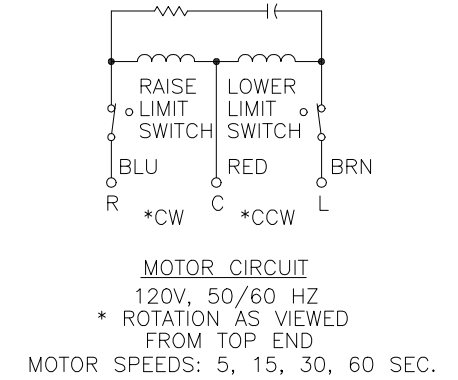 RAISE LOWER
LIMIT LIMIT
SWITCH SWITCH
BLU RED BRN
R C L
*CW *CCW
MOTOR CIRCUIT
120V, 50/60 HZ
* ROTATION AS VIEWED
FROM TOP END
MOTOR SPEEDS: 5, 15, 30, 60 SEC.